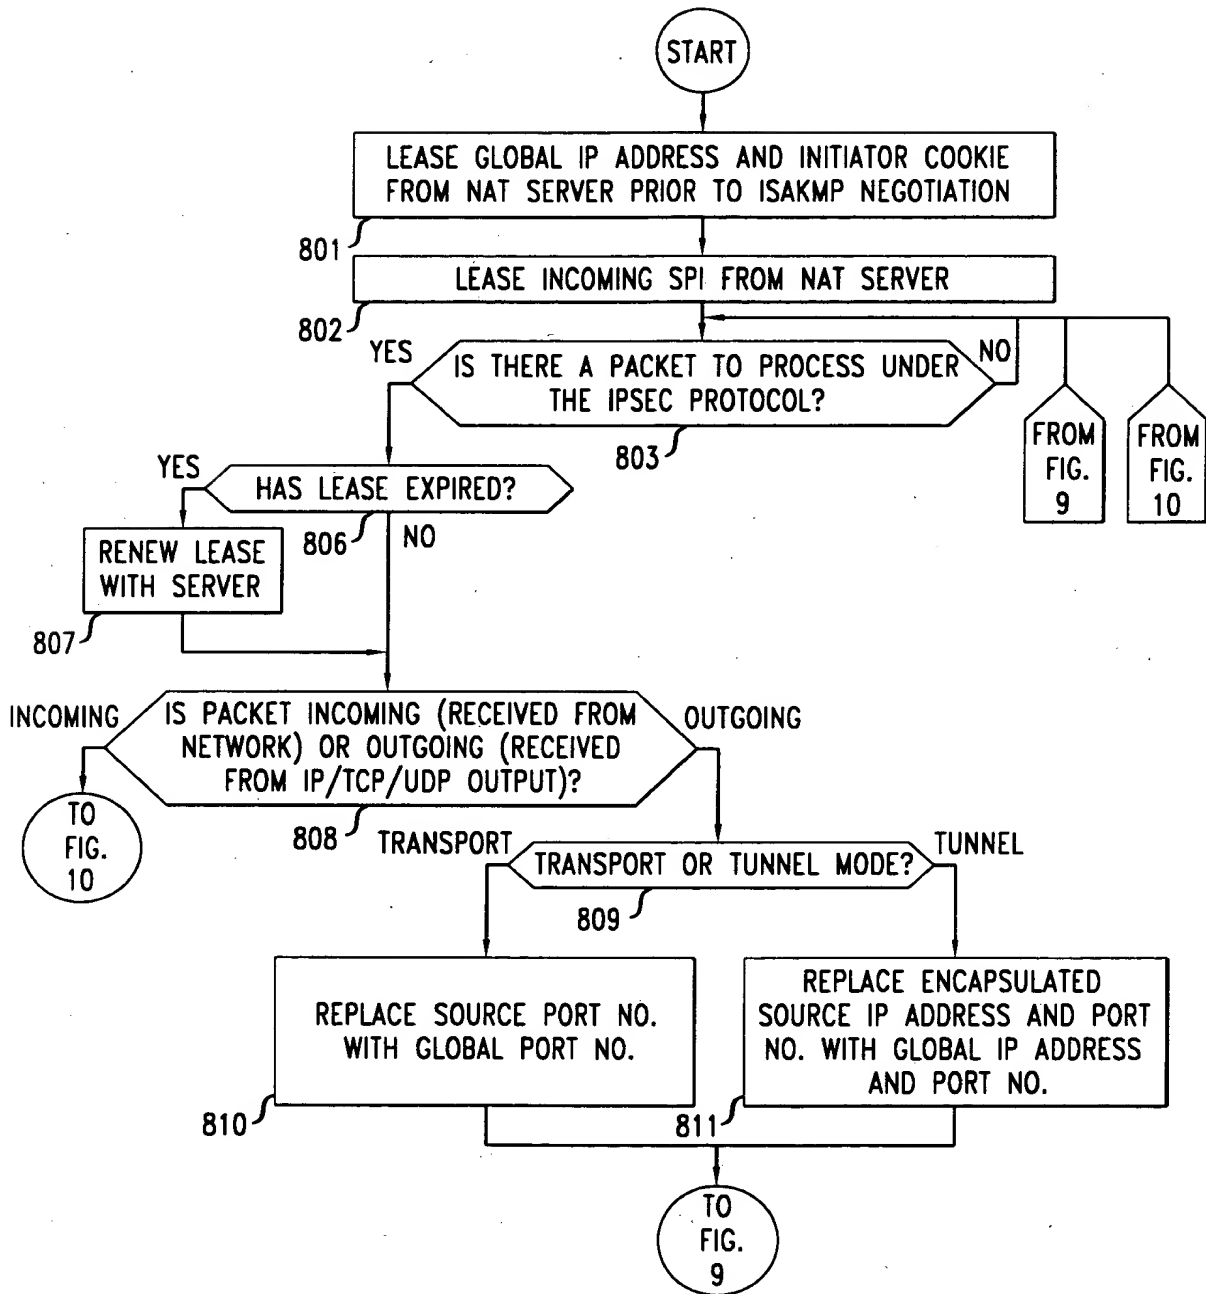 START
LEASE GLOBAL IP ADDRESS AND INITIATOR COOKIE
FROM NAT SERVER PRIOR TO ISAKMP NEGOTIATION
801
LEASE INCOMING SPI FROM NAT SERVER
802
YES
IS THERE A PACKET TO PROCESS UNDER
THE IPSEC PROTOCOL?
NO
803
FROM
FIG.
9
FROM
FIG.
10
YES
HAS LEASE EXPIRED?
806
NO
RENEW LEASE
WITH SERVER
807
INCOMING
IS PACKET INCOMING (RECEIVED FROM
NETWORK) OR OUTGOING (RECEIVED
FROM IP/TCP/UDP OUTPUT)?
OUTGOING
808
TO
FIG.
10
TRANSPORT
TRANSPORT OR TUNNEL MODE?
TUNNEL
809
REPLACE SOURCE PORT NO.
WITH GLOBAL PORT NO.
810
REPLACE ENCAPSULATED
SOURCE IP ADDRESS AND PORT
NO. WITH GLOBAL IP ADDRESS
AND PORT NO.
811
TO
FIG.
9